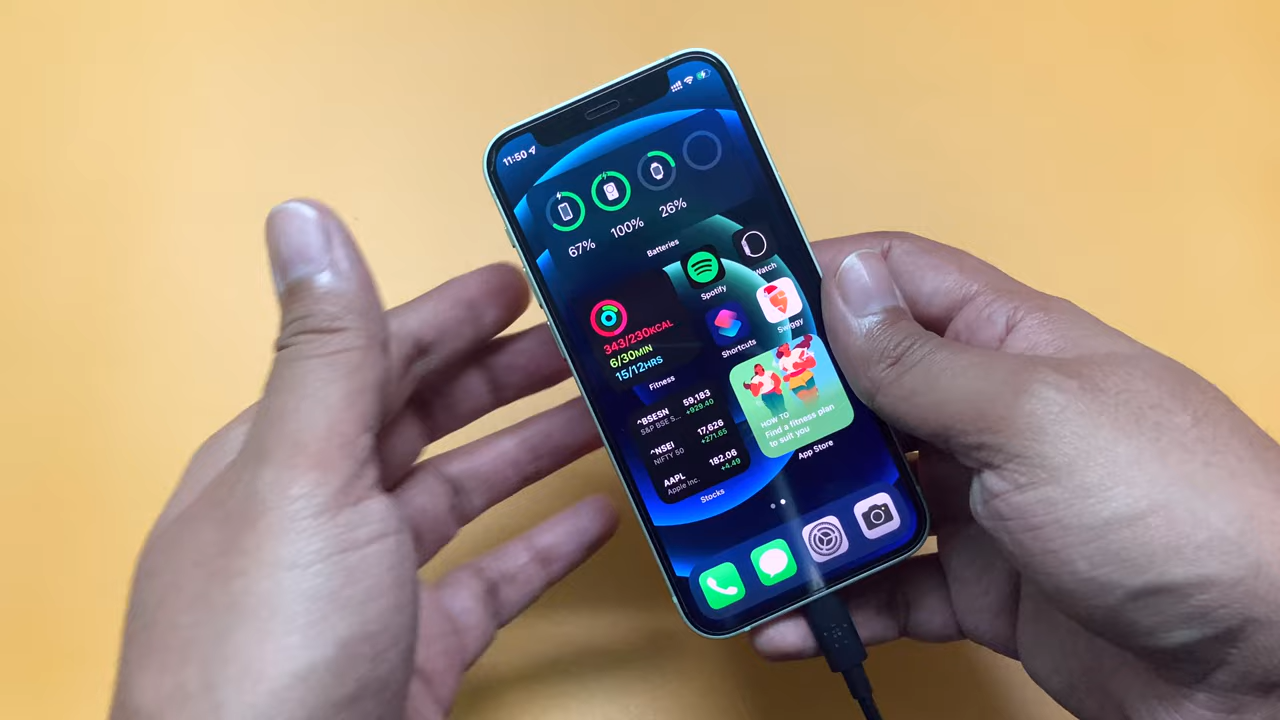 11:50
67%
100%
26%
Batteries
Spotify
Watch
343/230KCAL
6/30MIN
15/12HRS
Fitness
Shortcuts
Swiggy
^BSESN 59,183
S&P BSE S... +929.40
^NSEI 17,626
NIFTY 50 +271.65
AAPL 182.06
Apple Inc. +4.49
Stocks
HOW TO
Find a fitness plan
to suit you
App Store